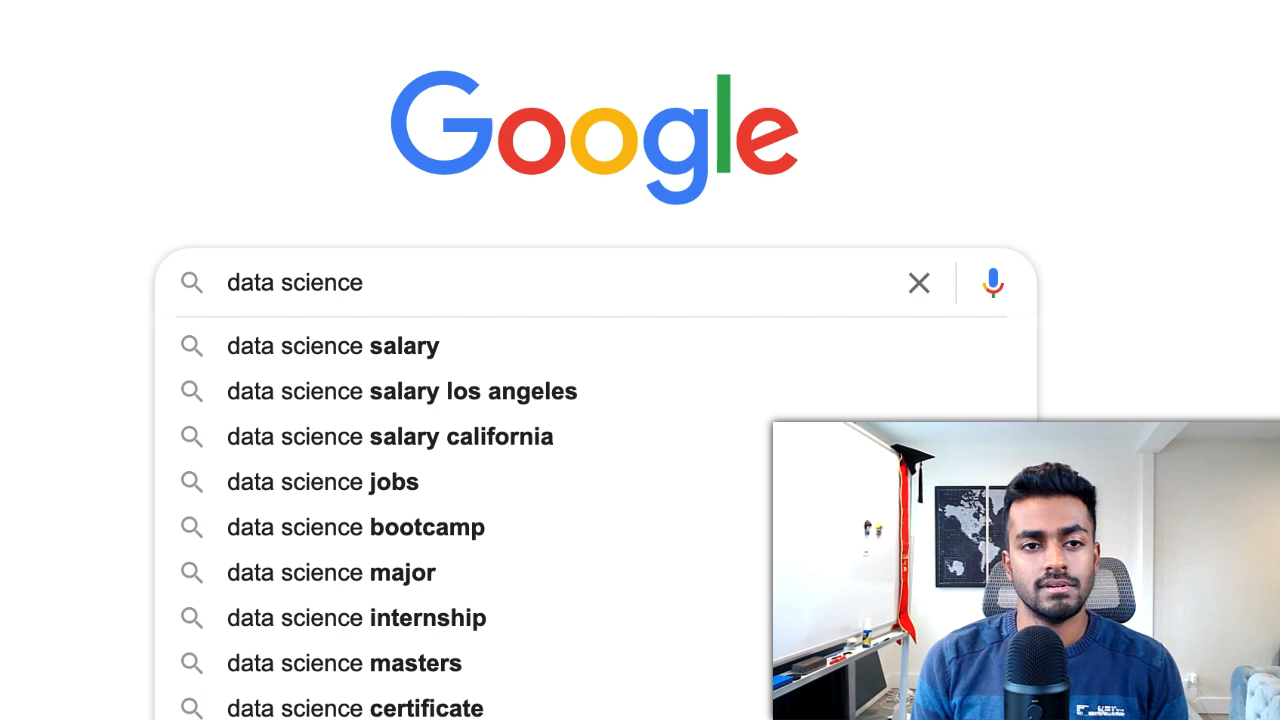 Google
data science
data science salary
data science salary los angeles
data science salary california
data science jobs
data science bootcamp
data science major
data science internship
data science masters
data science certificate